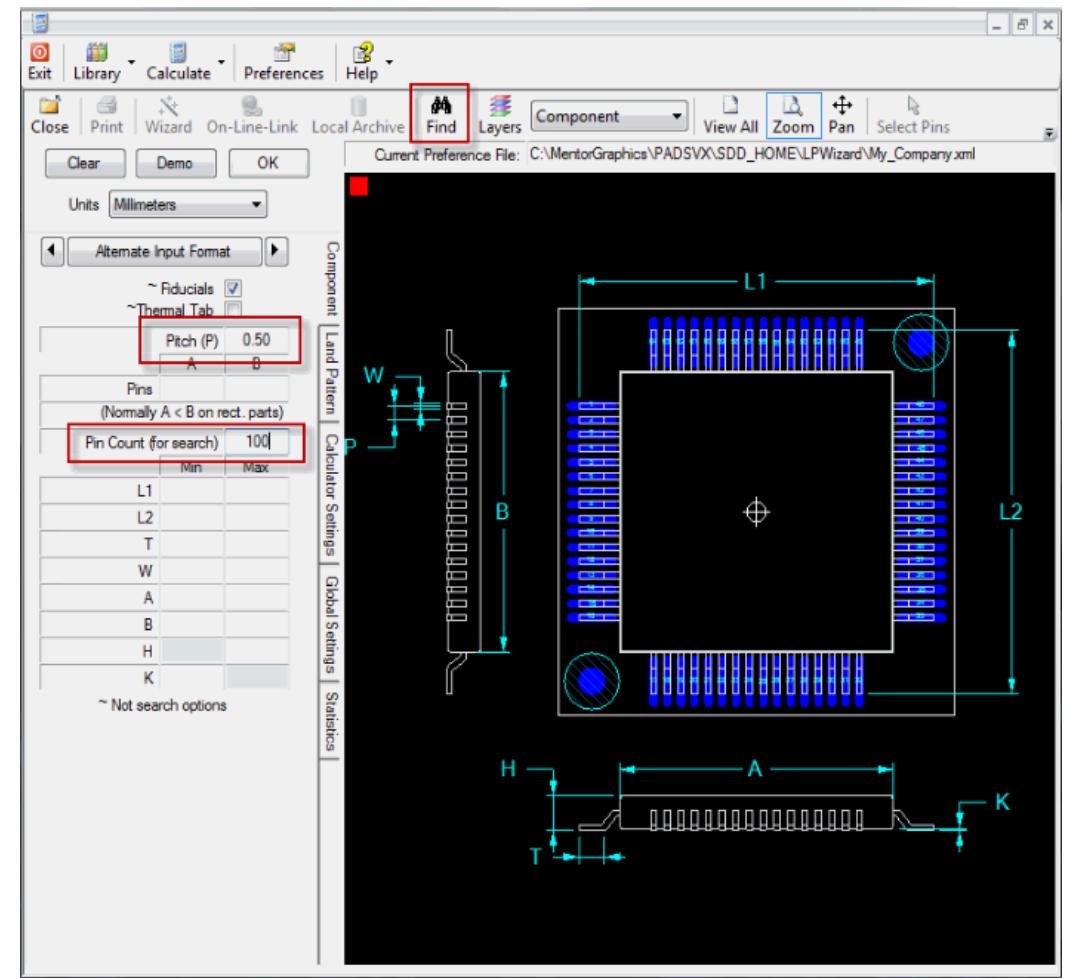 Exit Library Calculate Preferences Help
Close Print Wizard On-Line-Link Local Archive Find Layers Component View All Zoom Pan Select Pins
Clear Demo OK
Current Preference File: C:\MentorGraphics\PADSVX\SDD_HOME\LPWizard\My_Company.xml
Units Millimeters
Alternate Input Format
~ Fiducials
~Thermal Tab
Pitch (P) 0.50
A B
Pins
(Normally A < B on rect. parts)
Pin Count (for search) 100
Min Max
L1
L2
T
W
A
B
H
K
~ Not search options
Component
Land Pattern
Calculator Settings
Global Settings
Statistics
L1
W
P
B
L2
H
A
K
T